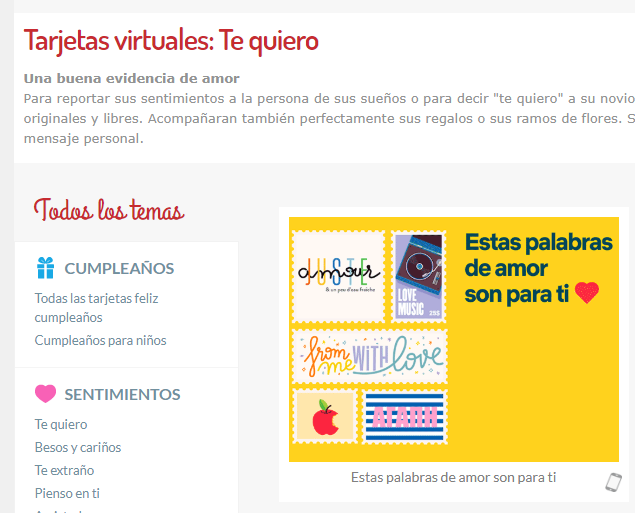 Tarjetas virtuales: Te quiero
Una buena evidencia de amor
Para reportar sus sentimientos a la persona de sus sueños o para decir "te quiero" a su novio
originales y libres. Acompañaran también perfectamente sus regalos o sus ramos de flores. S
mensaje personal.
Todos los temas
CUMPLEAÑOS
Todas las tarjetas feliz
cumpleaños
Cumpleaños para niños
SENTIMIENTOS
Te quiero
Besos y cariños
Te extraño
Pienso en ti
JUSTE
amour
& un peu d'eau fraîche
LOVE
MUSIC
25$
from me WITH love
Estas palabras
de amor
son para ti
Estas palabras de amor son para ti